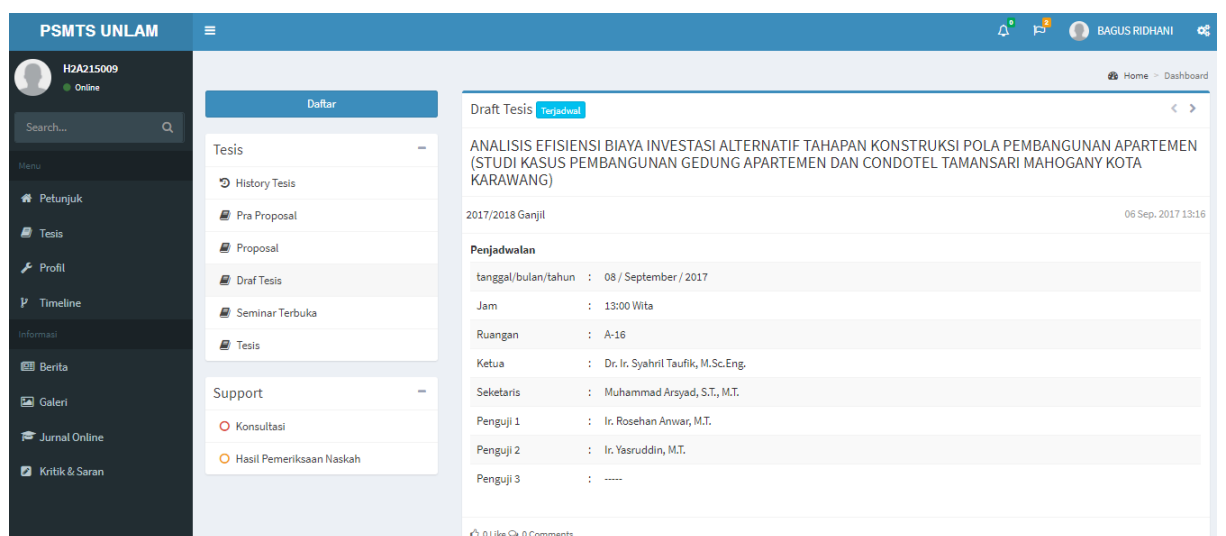 PSMTS UNLAM
0
2
BAGUS RIDHANI
H2A215009
Online
Search...
Menu
Petunjuk
Tesis
Profil
Timeline
Informasi
Berita
Galeri
Jurnal Online
Kritik & Saran
Home > Dashboard
Daftar
Tesis
History Tesis
Pra Proposal
Proposal
Draf Tesis
Seminar Terbuka
Tesis
Support
Konsultasi
Hasil Pemeriksaan Naskah
Draft Tesis Terjadwal
ANALISIS EFISIENSI BIAYA INVESTASI ALTERNATIF TAHAPAN KONSTRUKSI POLA PEMBANGUNAN APARTEMEN
(STUDI KASUS PEMBANGUNAN GEDUNG APARTEMEN DAN CONDOTEL TAMANSARI MAHOGANY KOTA
KARAWANG)
2017/2018 Ganjil 06 Sep. 2017 13:16
Penjadwalan
tanggal/bulan/tahun : 08 / September / 2017
Jam : 13:00 Wita
Ruangan : A-16
Ketua : Dr. Ir. Syahril Taufik, M.Sc.Eng.
Seketaris : Muhammad Arsyad, S.T., M.T.
Penguji 1 : Ir. Rosehan Anwar, M.T.
Penguji 2 : Ir. Yasruddin, M.T.
Penguji 3 : -----
0 Like 0 Comments